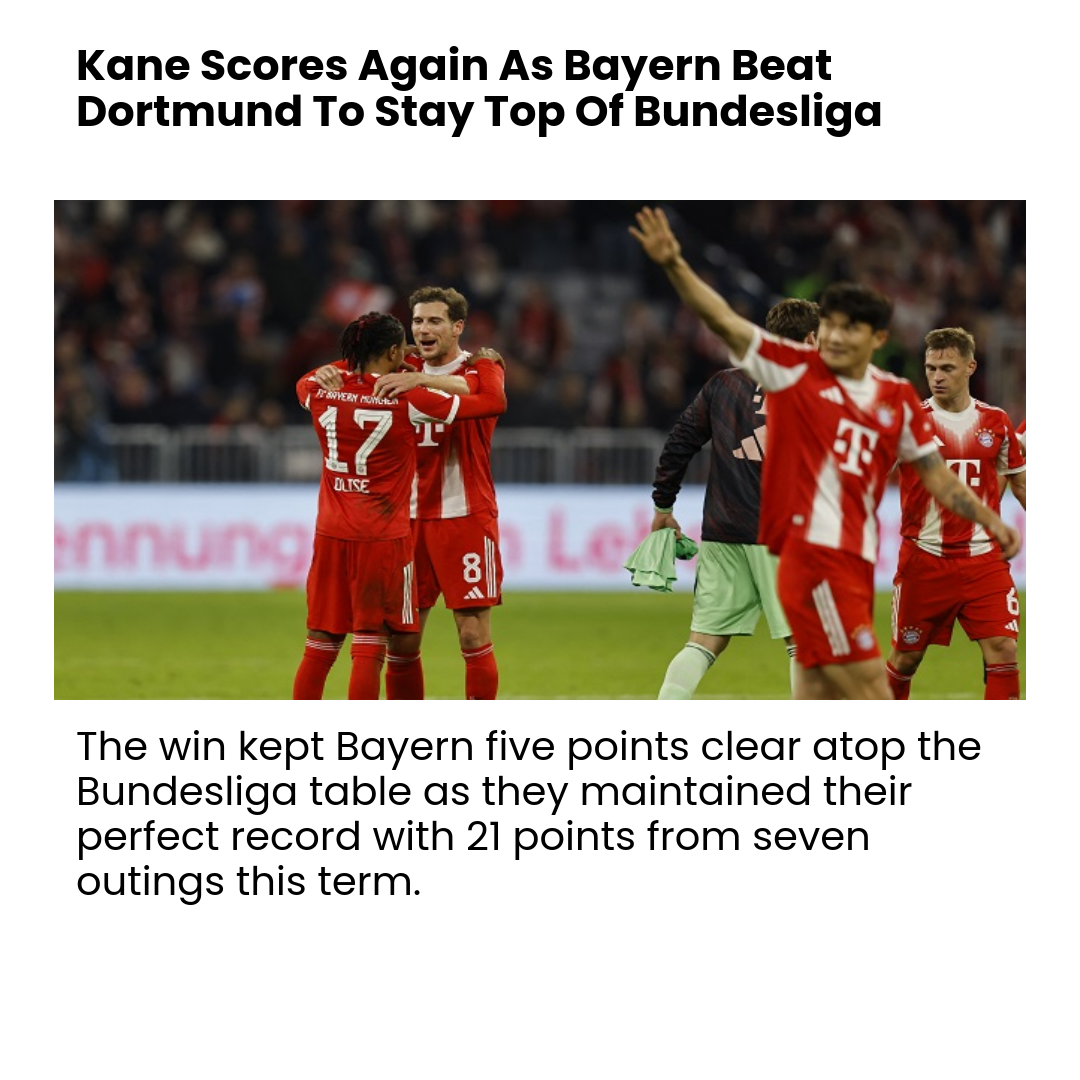 Kane Scores Again As Bayern Beat
Dortmund To Stay Top Of Bundesliga
FC BAYERN MÜNCHEN
17
OLISE
T
8
T
T
6
ennung
Le
The win kept Bayern five points clear atop the
Bundesliga table as they maintained their
perfect record with 21 points from seven
outings this term.